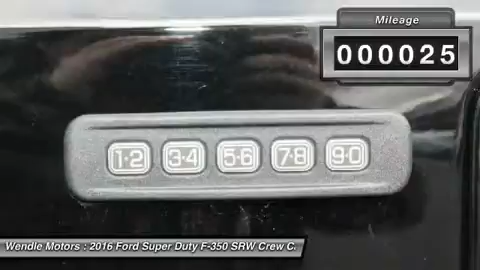 Mileage
000025
1·2 3·4 5·6 7·8 9·0
Wendle Motors : 2016 Ford Super Duty F-350 SRW Crew C.